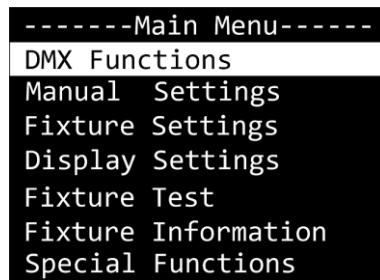 -------Main Menu------
DMX Functions
Manual  Settings
Fixture Settings
Display Settings
Fixture Test
Fixture Information
Special Functions